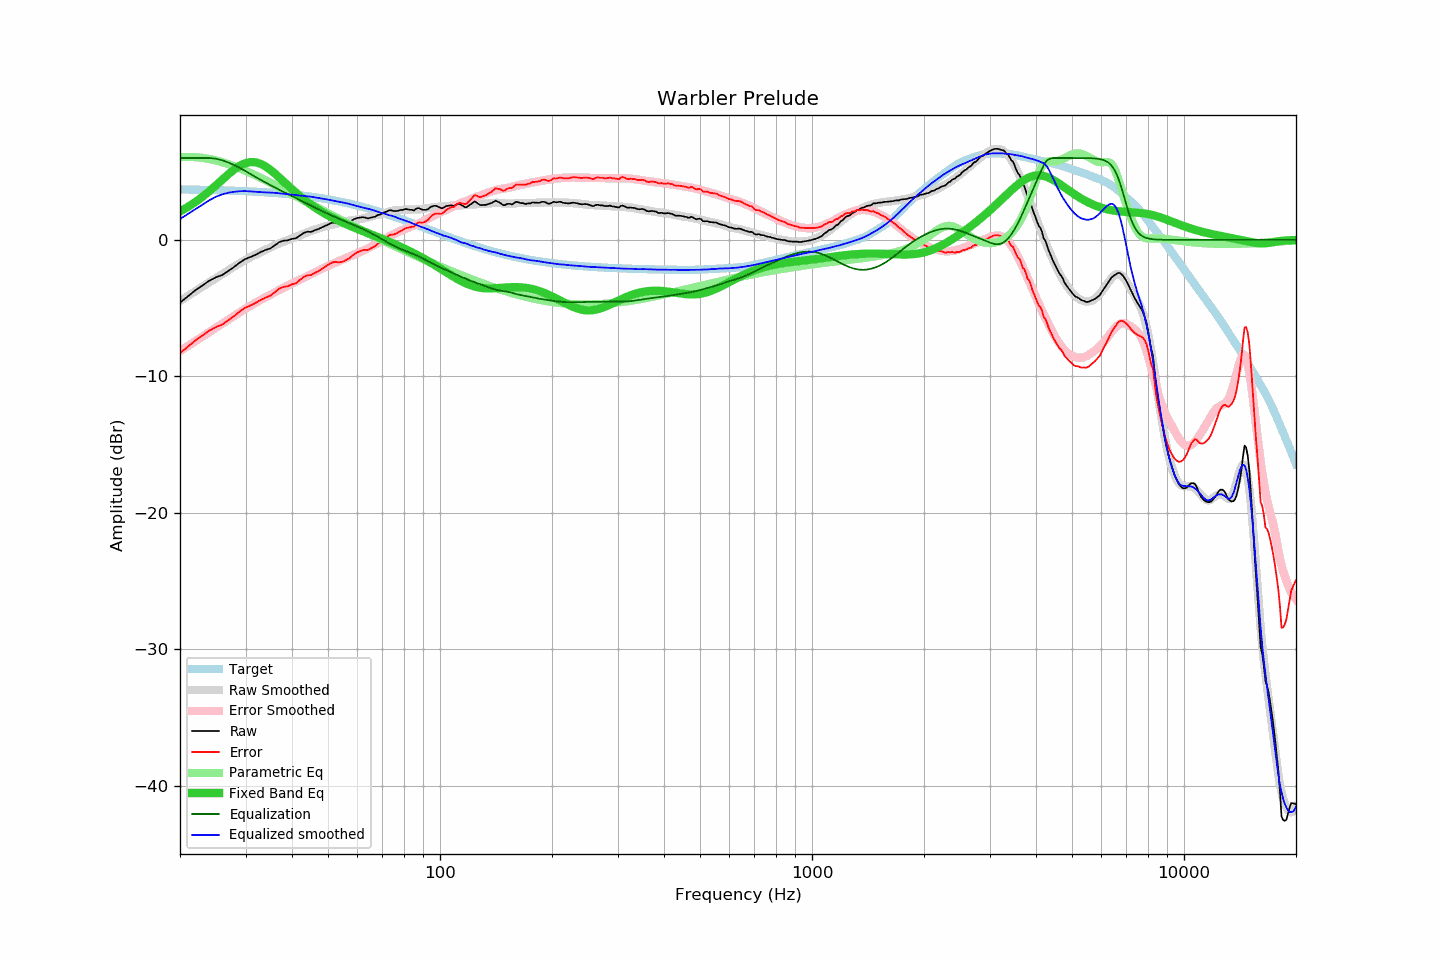 Warbler Prelude
Amplitude (dBr)
0
−10
−20
−30
−40
Target
Raw Smoothed
Error Smoothed
Raw
Error
Parametric Eq
Fixed Band Eq
Equalization
Equalized smoothed
100
1000
10000
Frequency (Hz)